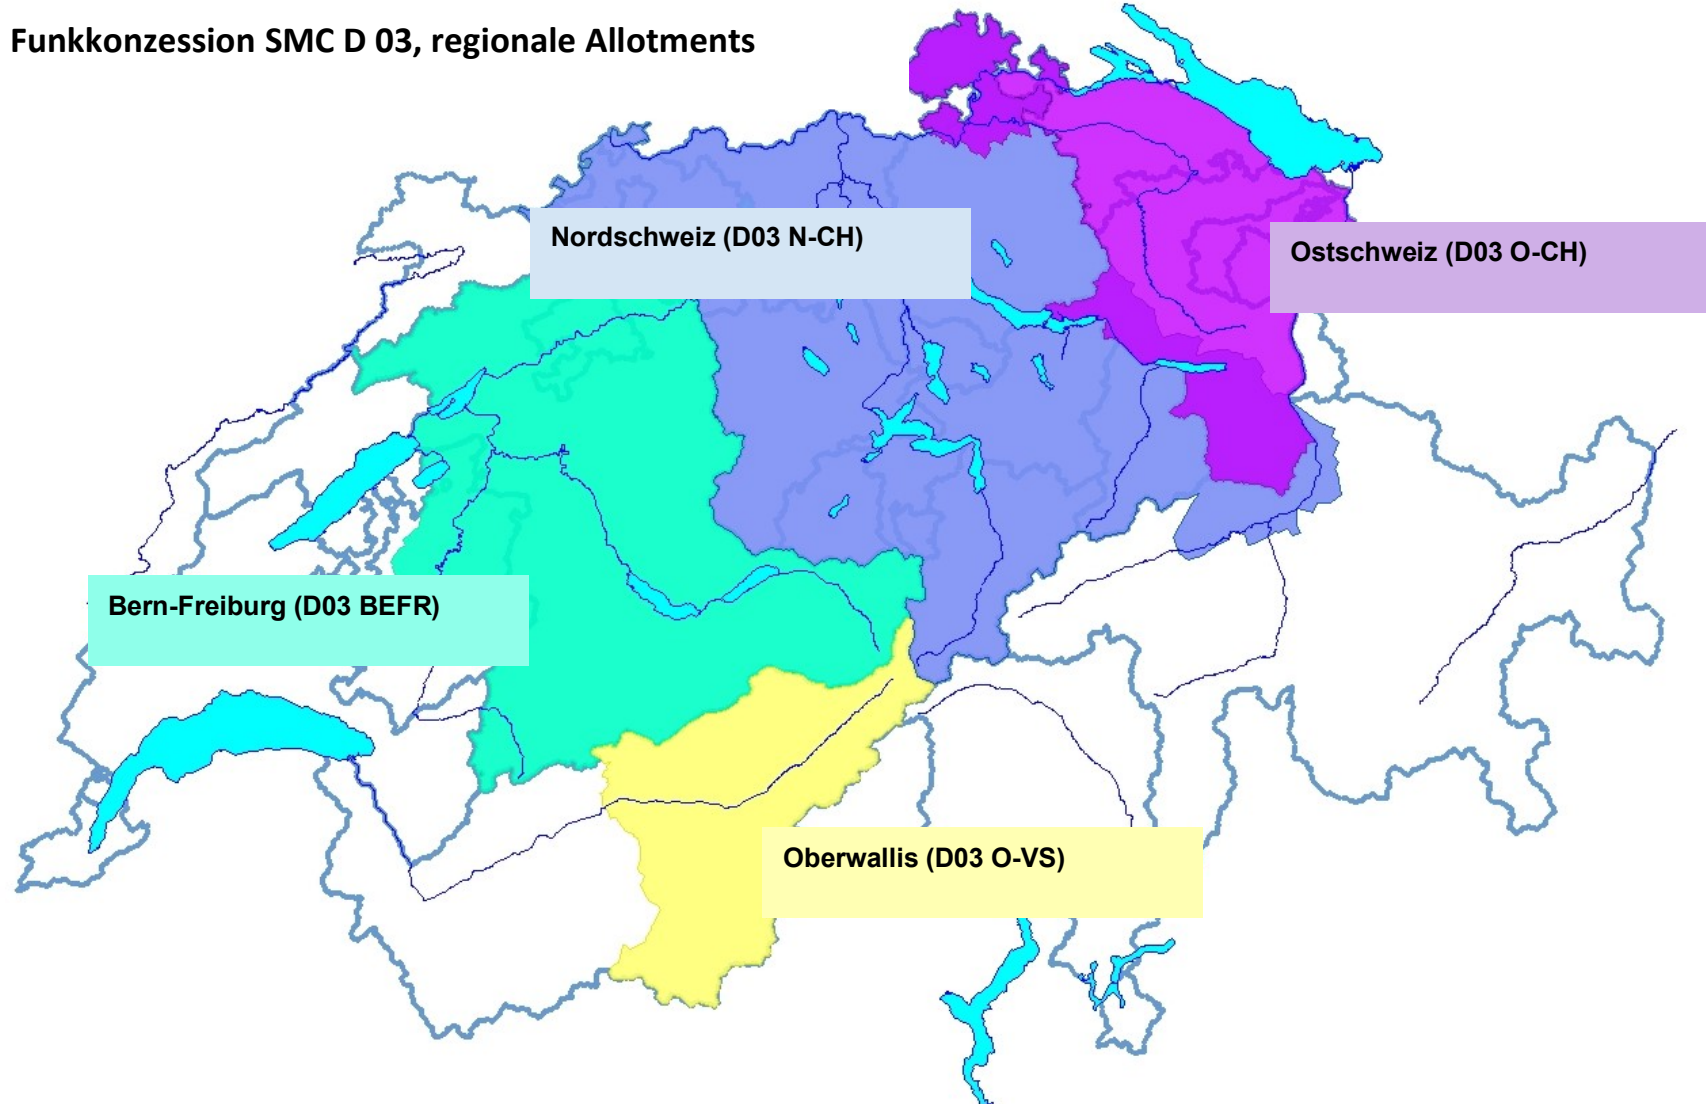 Funkkonzession SMC D 03, regionale Allotments
Nordschweiz (D03 N-CH)
Ostschweiz (D03 O-CH)
Bern-Freiburg (D03 BEFR)
Oberwallis (D03 O-VS)